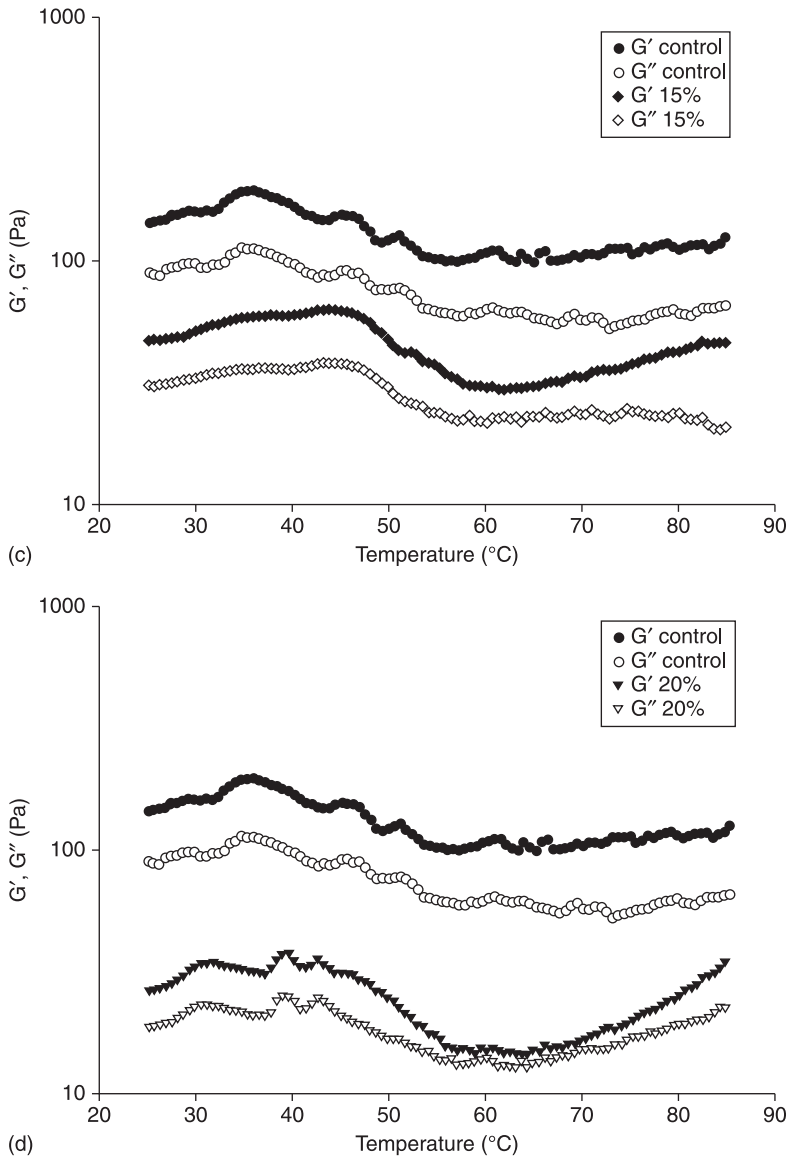 1000
G′ control
G″ control
G′ 15%
G″ 15%
G′, G″ (Pa)
100
10
20 30 40 50 60 70 80 90
(c) Temperature (°C)
1000
G′ control
G″ control
G′ 20%
G″ 20%
G′, G″ (Pa)
100
10
20 30 40 50 60 70 80 90
(d) Temperature (°C)